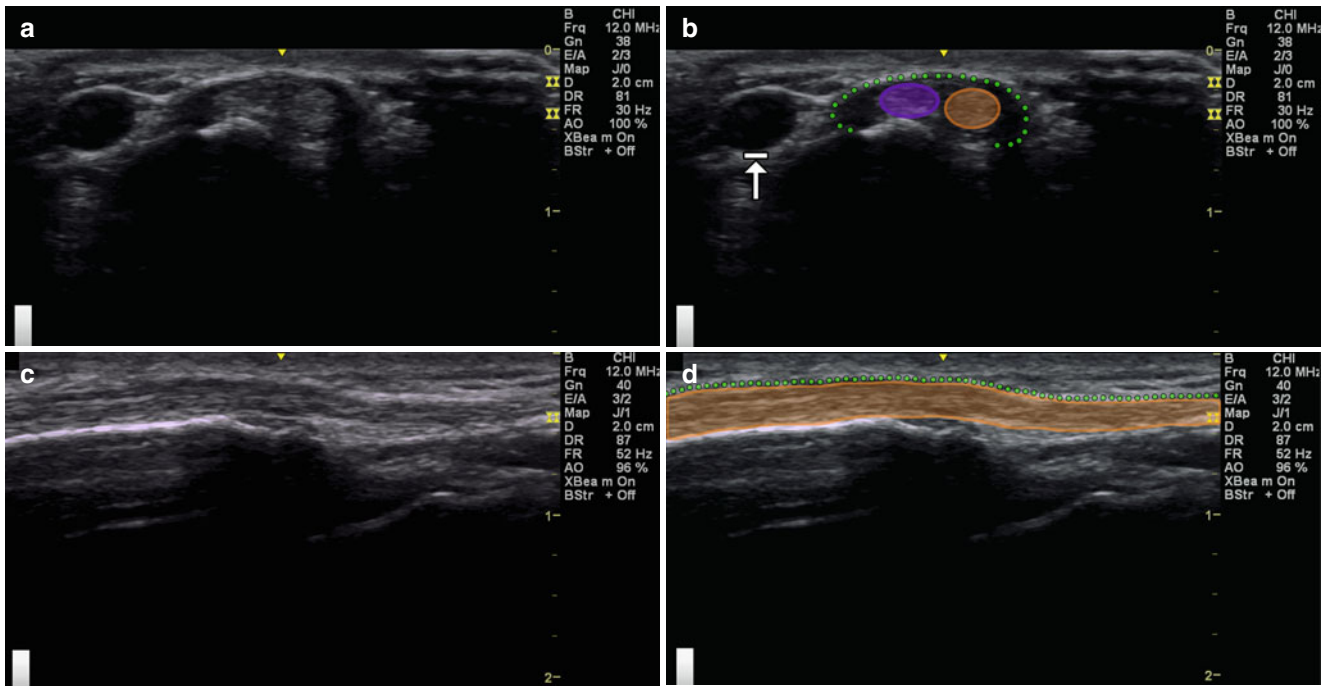 a
B CHI
Frq 12.0 MHz
Gn 38
E/A 2/3
Map J/0
D 2.0 cm
DR 81
FR 30 Hz
AO 100 %
XBea m On
BStr + Off
0
1
b
B CHI
Frq 12.0 MHz
Gn 38
E/A 2/3
Map J/0
D 2.0 cm
DR 81
FR 30 Hz
AO 100 %
XBea m On
BStr + Off
0
1
c
B CHI
Frq 12.0 MHz
Gn 40
E/A 3/2
Map J/1
D 2.0 cm
DR 87
FR 52 Hz
AO 96 %
XBea m On
BStr + Off
1
2
d
B CHI
Frq 12.0 MHz
Gn 40
E/A 3/2
Map J/1
D 2.0 cm
DR 87
FR 52 Hz
AO 96 %
XBea m On
BStr + Off
1
2